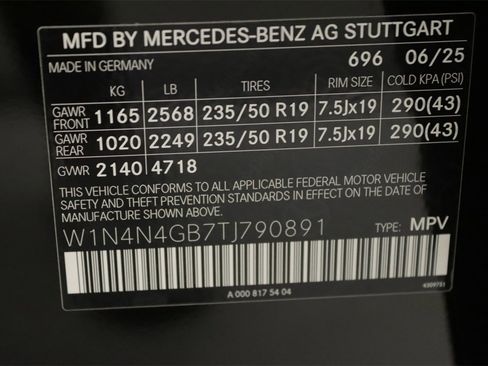 MFD BY MERCEDES-BENZ AG STUTTGART
MADE IN GERMANY 696 06/25
KG LB TIRES RIM SIZE COLD KPA(PSI)
GAWR FRONT 1165 2568 235/50 R19 7.5Jx19 290(43)
GAWR REAR 1020 2249 235/50 R19 7.5Jx19 290(43)
GVWR 2140 4718
THIS VEHICLE CONFORMS TO ALL APPLICABLE FEDERAL MOTOR VEHICLE
SAFETY AND THEFT PREVENTION STANDARDS IN EFFECT ON THE DATE
OF MANUFACTURE SHOWN ABOVE.
W1N4N4GB7TJ790891 TYPE: MPV
A 000 817 54 04